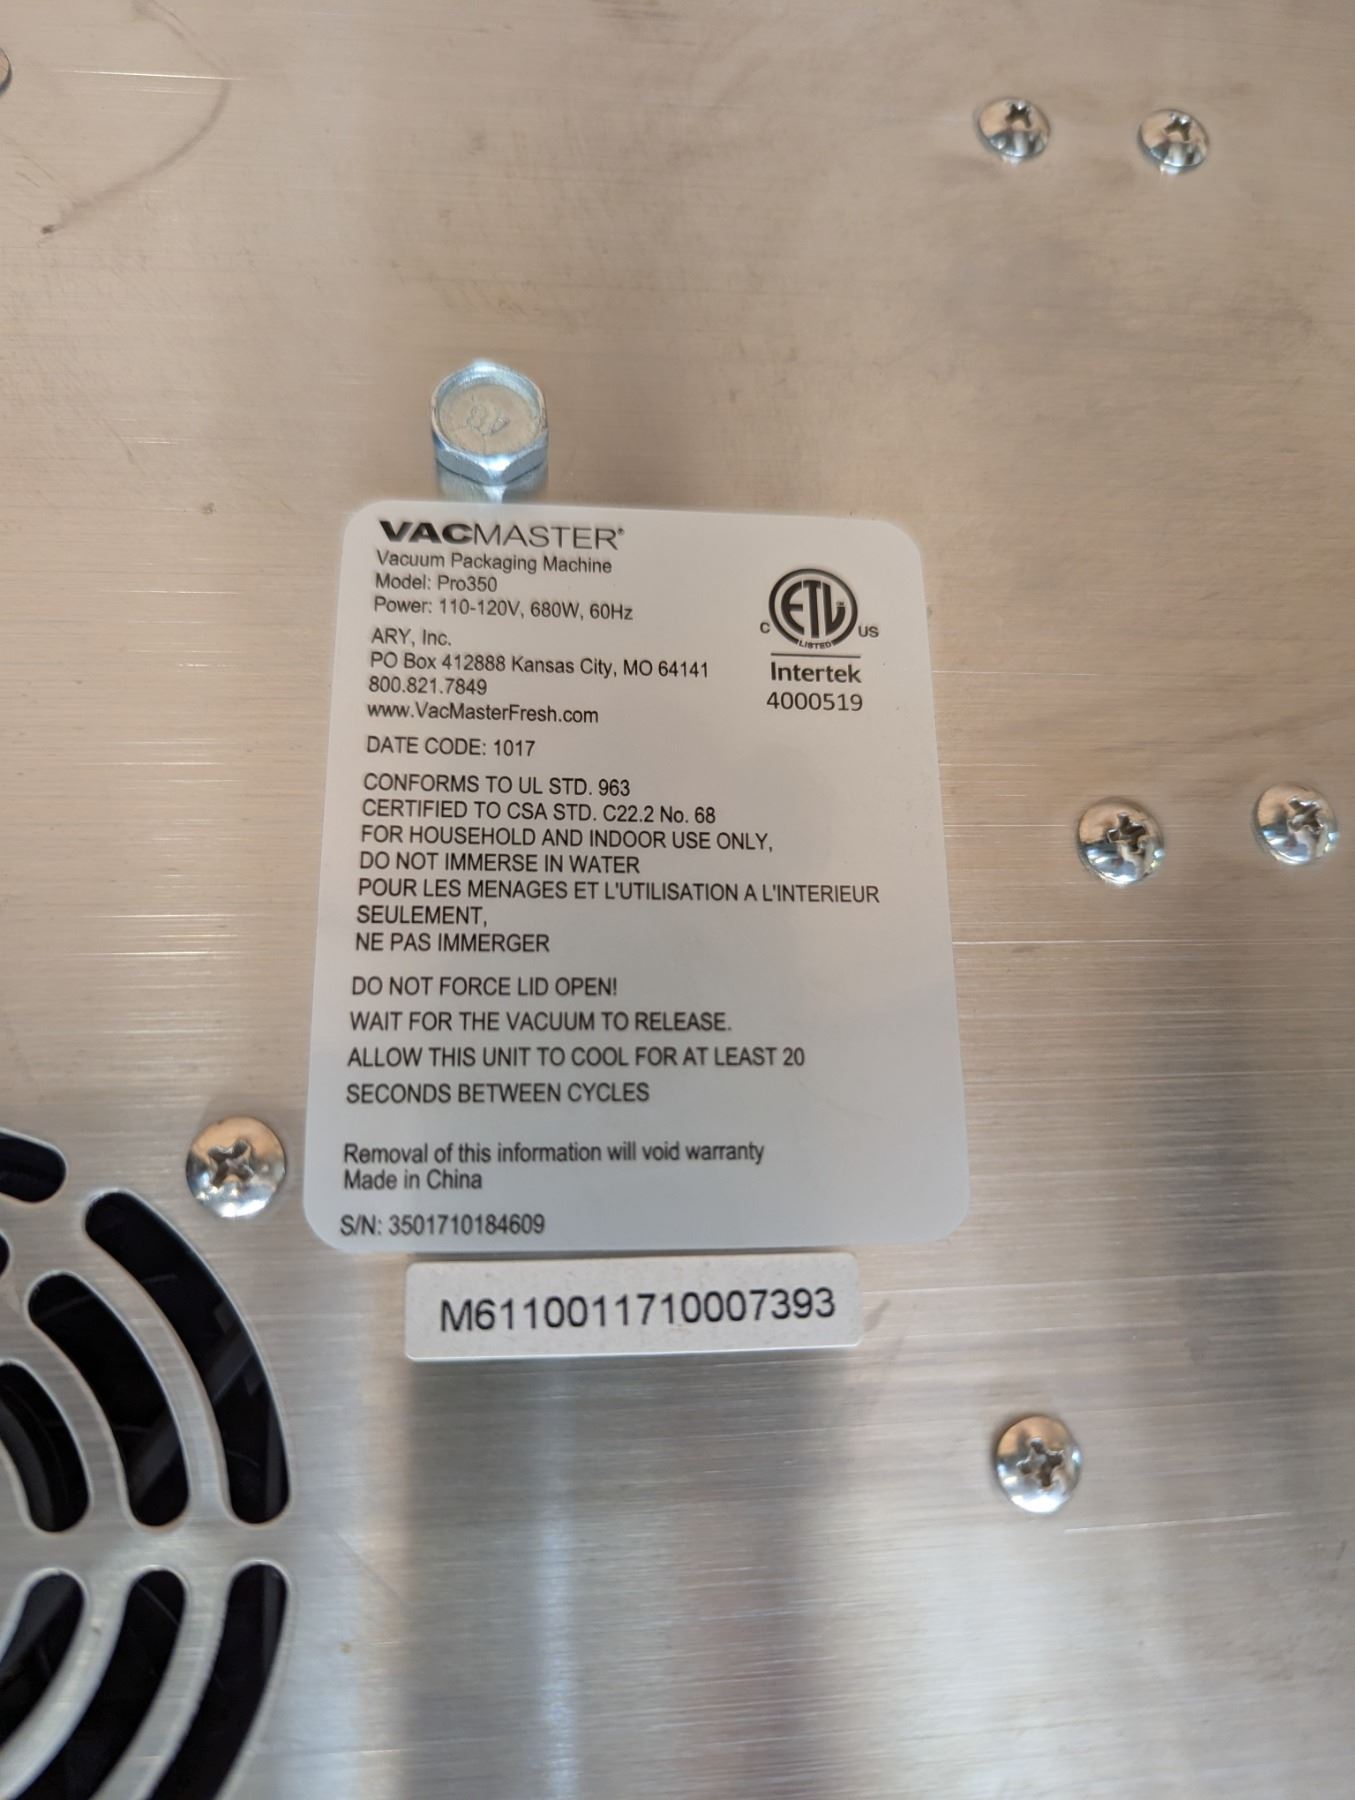 VACMASTER®
Vacuum Packaging Machine
Model: Pro350
Power: 110-120V, 680W, 60Hz
ARY, Inc.
PO Box 412888 Kansas City, MO 64141
800.821.7849
www.VacMasterFresh.com
ETL
LISTED
C US
Intertek
4000519
DATE CODE: 1017
CONFORMS TO UL STD. 963
CERTIFIED TO CSA STD. C22.2 No. 68
FOR HOUSEHOLD AND INDOOR USE ONLY,
DO NOT IMMERSE IN WATER
POUR LES MENAGES ET L'UTILISATION A L'INTERIEUR
SEULEMENT,
NE PAS IMMERGER
DO NOT FORCE LID OPEN!
WAIT FOR THE VACUUM TO RELEASE.
ALLOW THIS UNIT TO COOL FOR AT LEAST 20
SECONDS BETWEEN CYCLES
Removal of this information will void warranty
Made in China
S/N: 3501710184609
M6110011710007393